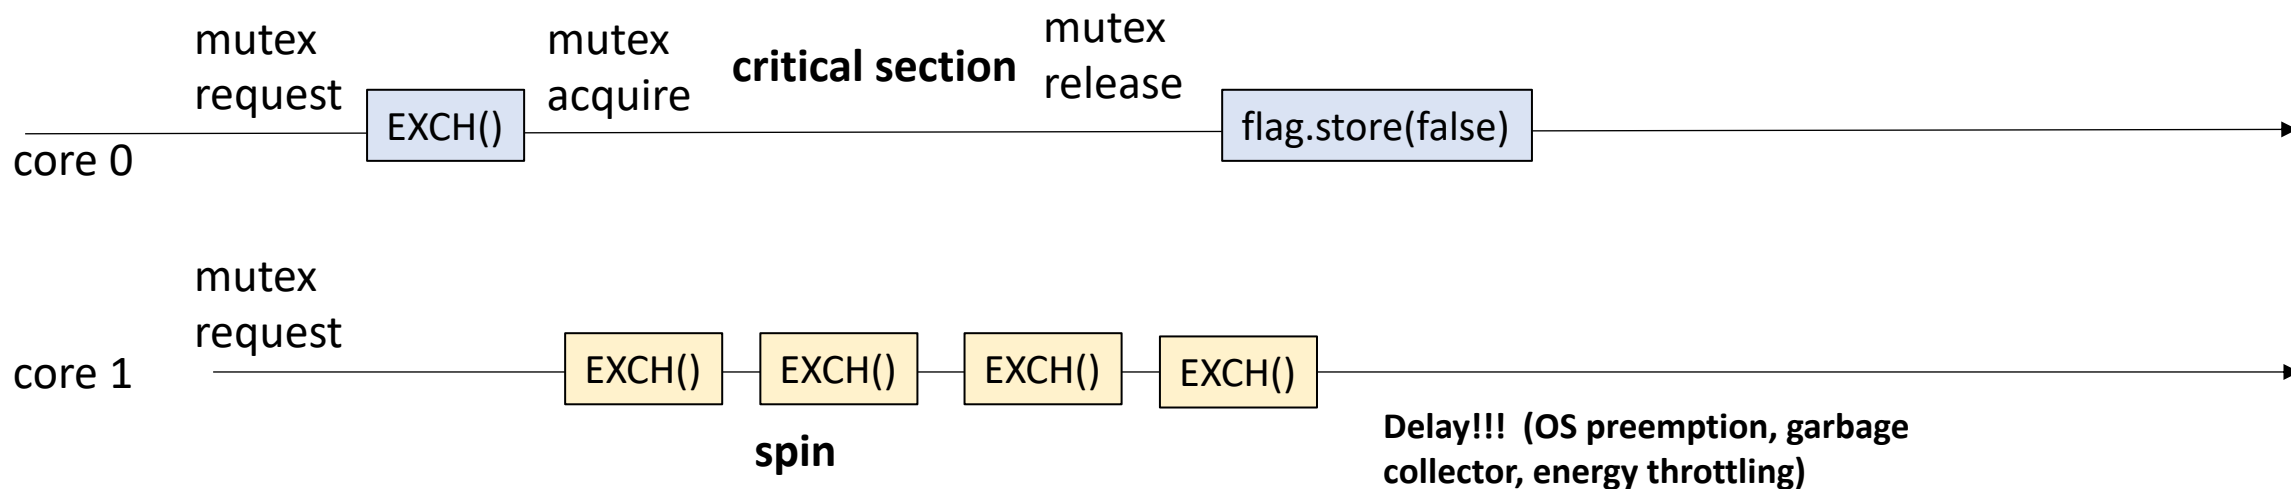 mutex
request
EXCH()
mutex
acquire
critical section
mutex
release
flag.store(false)
core 0
mutex
request
core 1
EXCH()
EXCH()
EXCH()
EXCH()
spin
Delay!!! (OS preemption, garbage
collector, energy throttling)